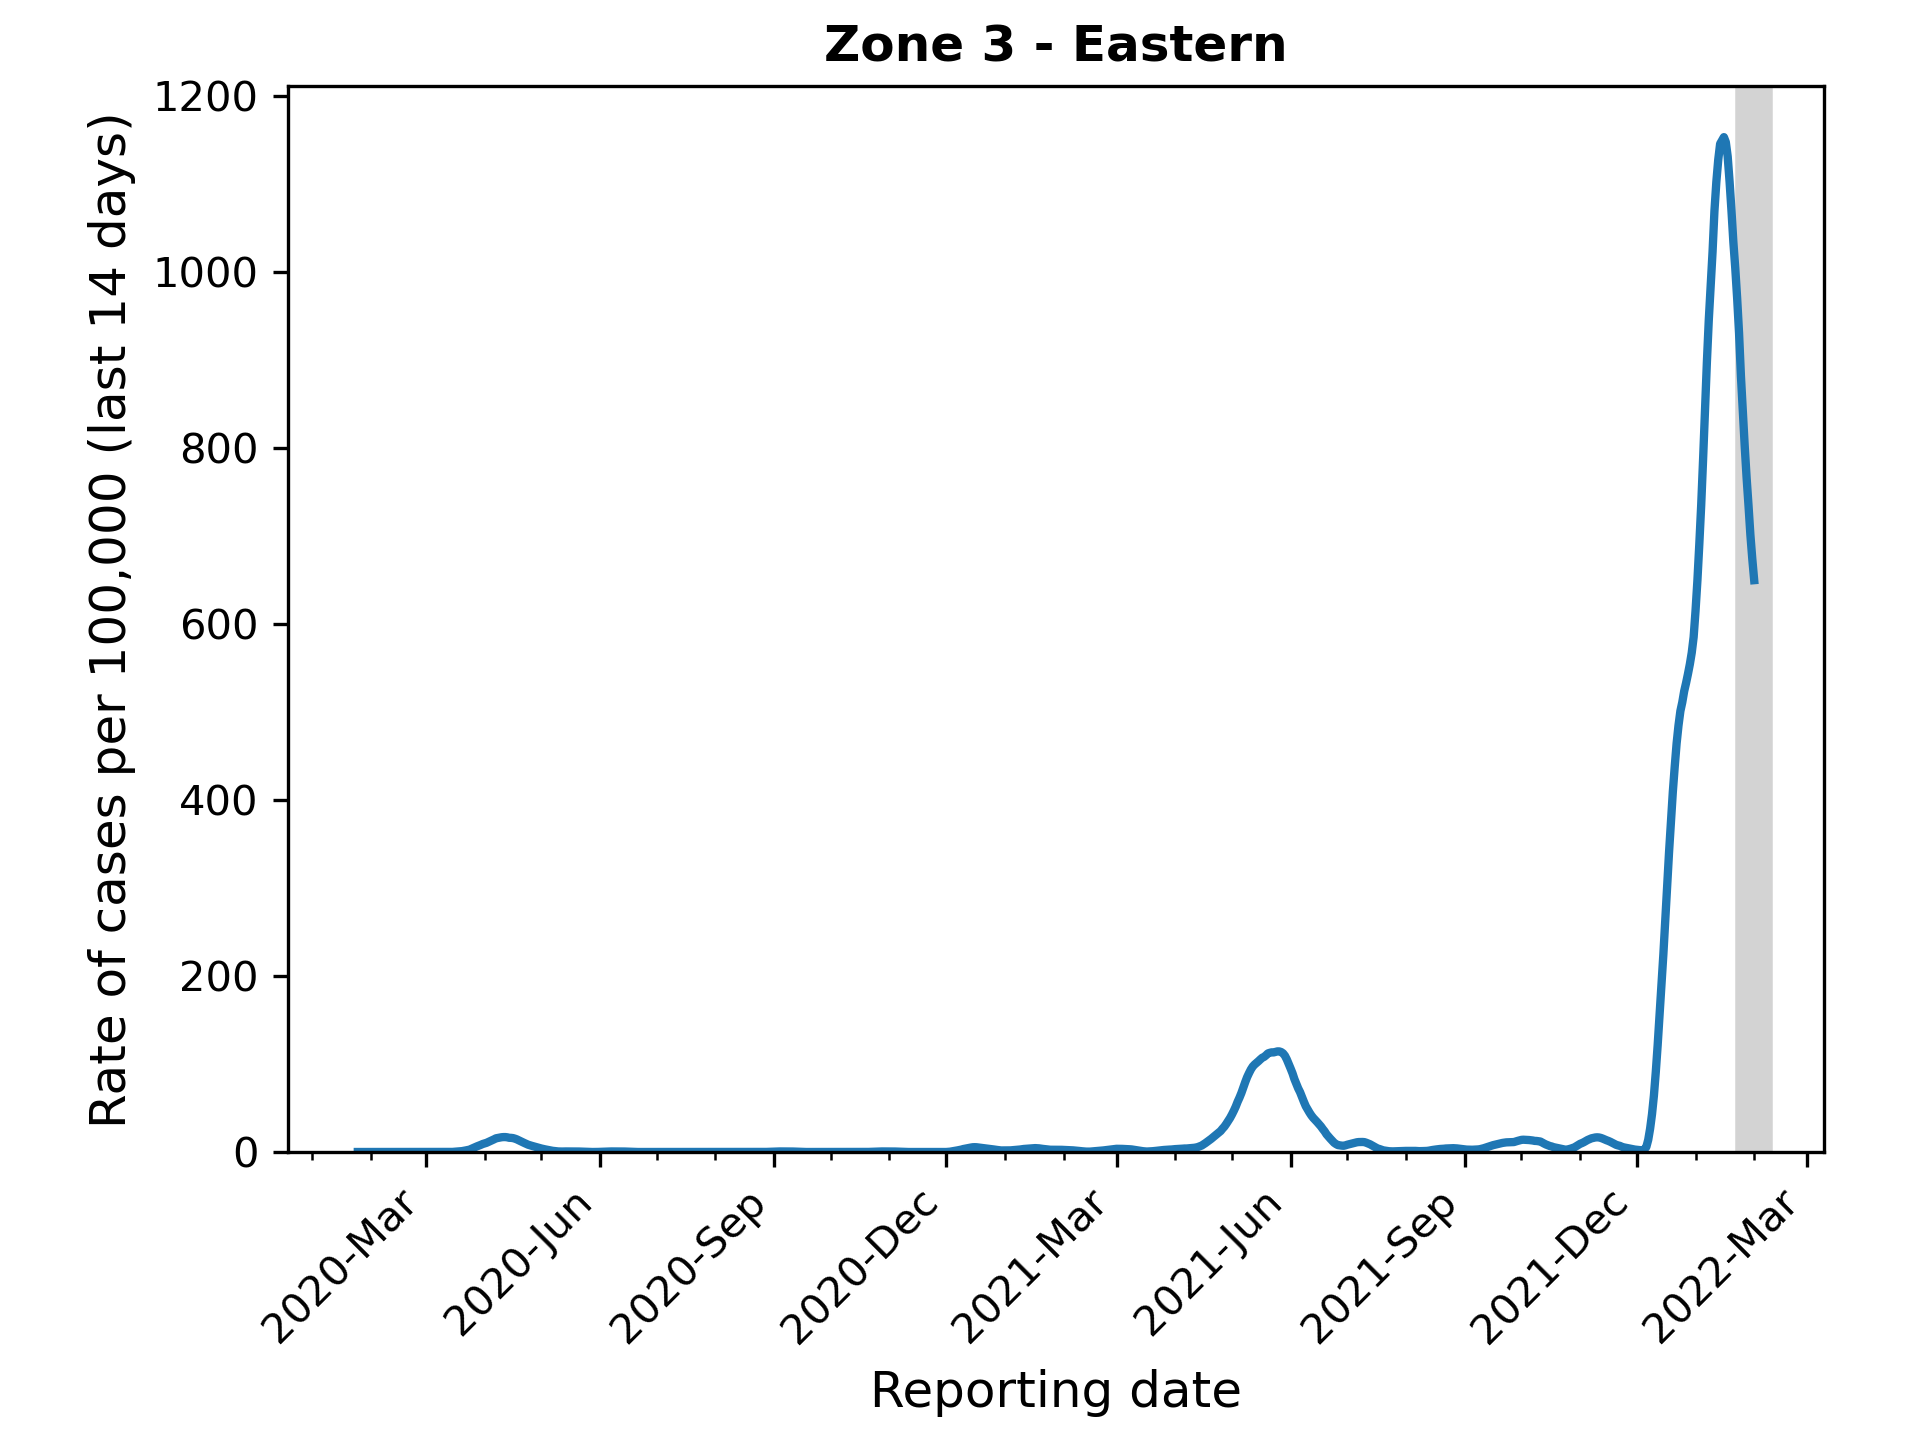 Zone 3 - Eastern
Rate of cases per 100,000 (last 14 days)
1200
1000
800
600
400
200
0
2020-Mar
2020-Jun
2020-Sep
2020-Dec
2021-Mar
2021-Jun
2021-Sep
2021-Dec
2022-Mar
Reporting date